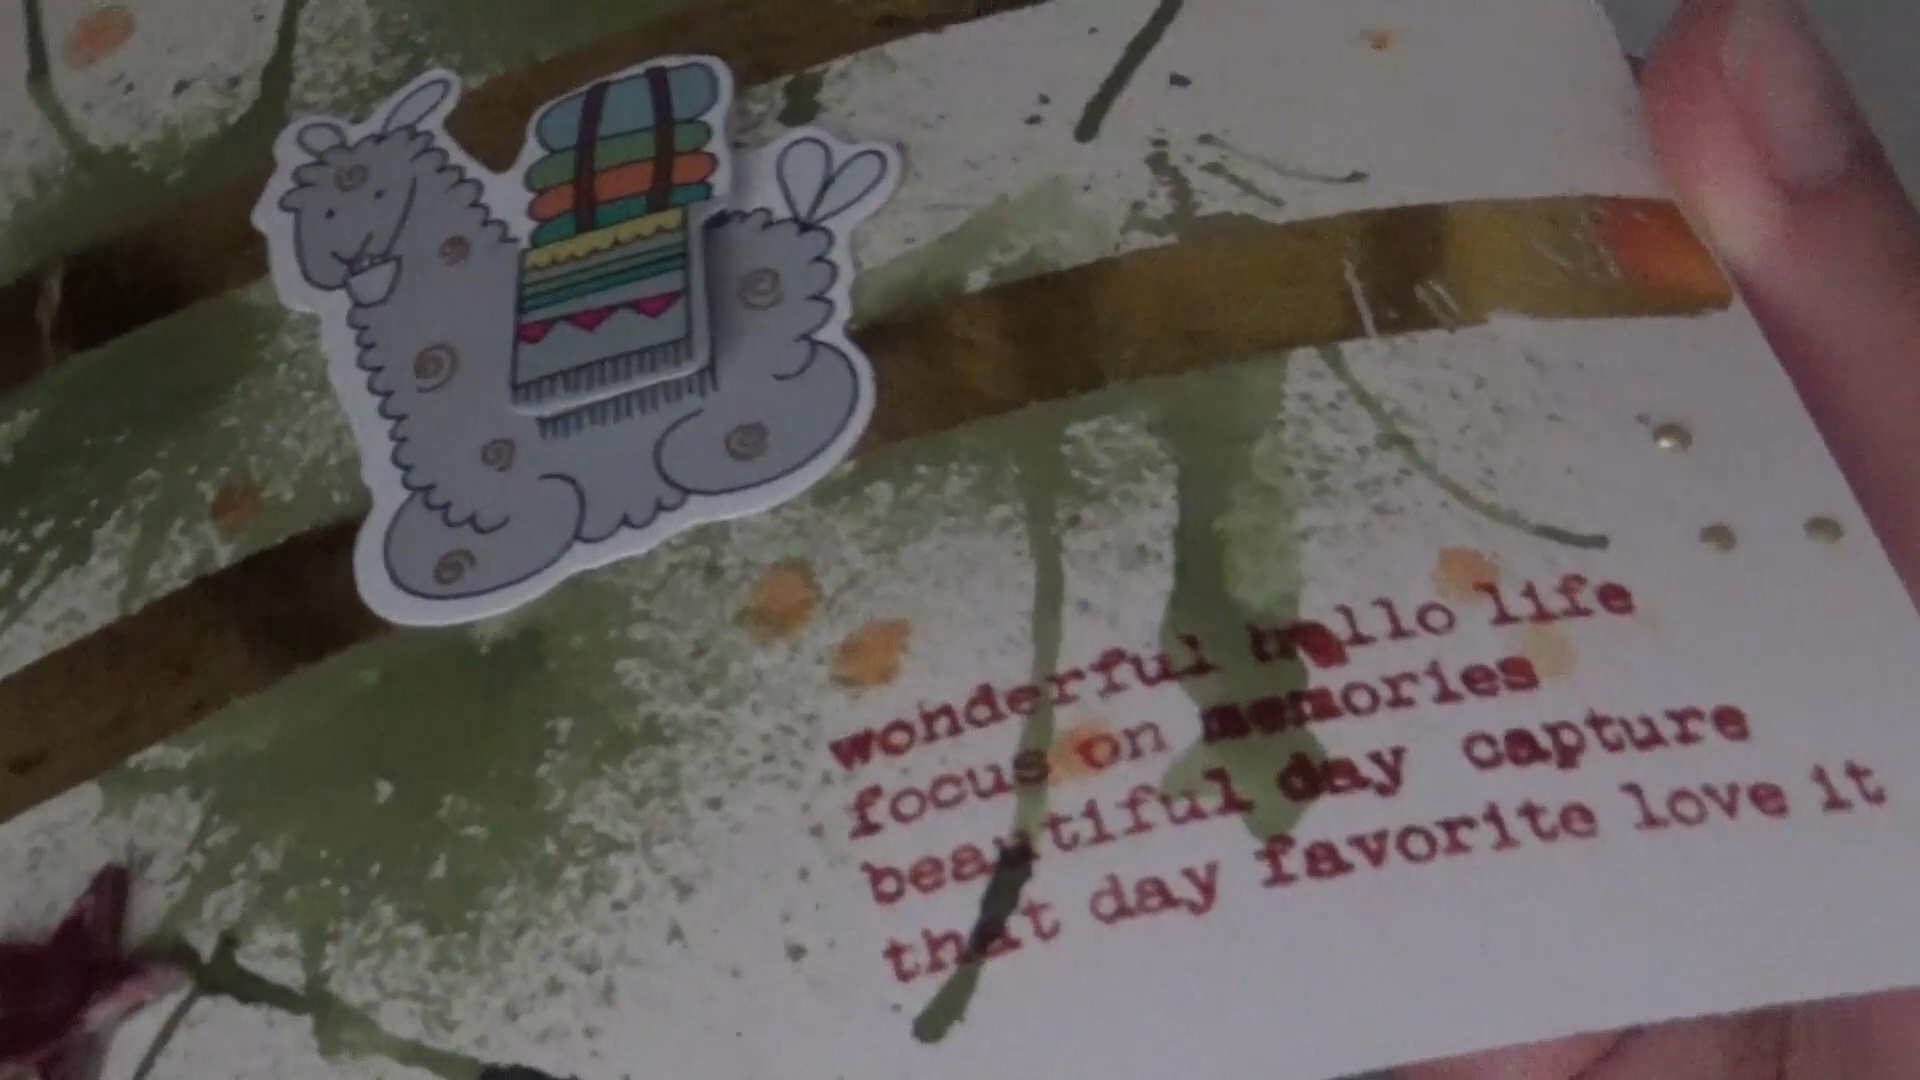 wonderful hello life
focus on memories
beautiful day capture
that day favorite love it